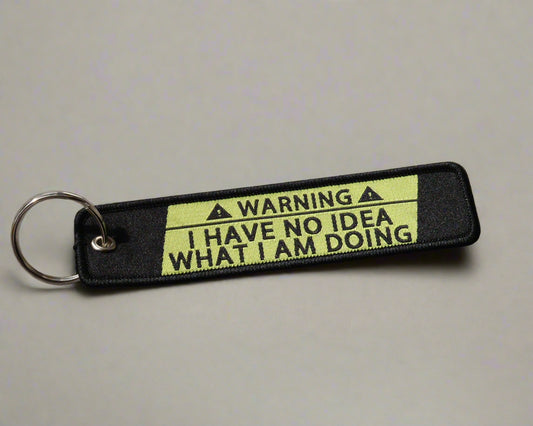 ⚠ WARNING ⚠
I HAVE NO IDEA
WHAT I AM DOING